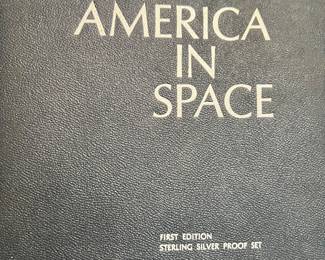 AMERICA
IN
SPACE
FIRST EDITION
STERLING SILVER PROOF SET